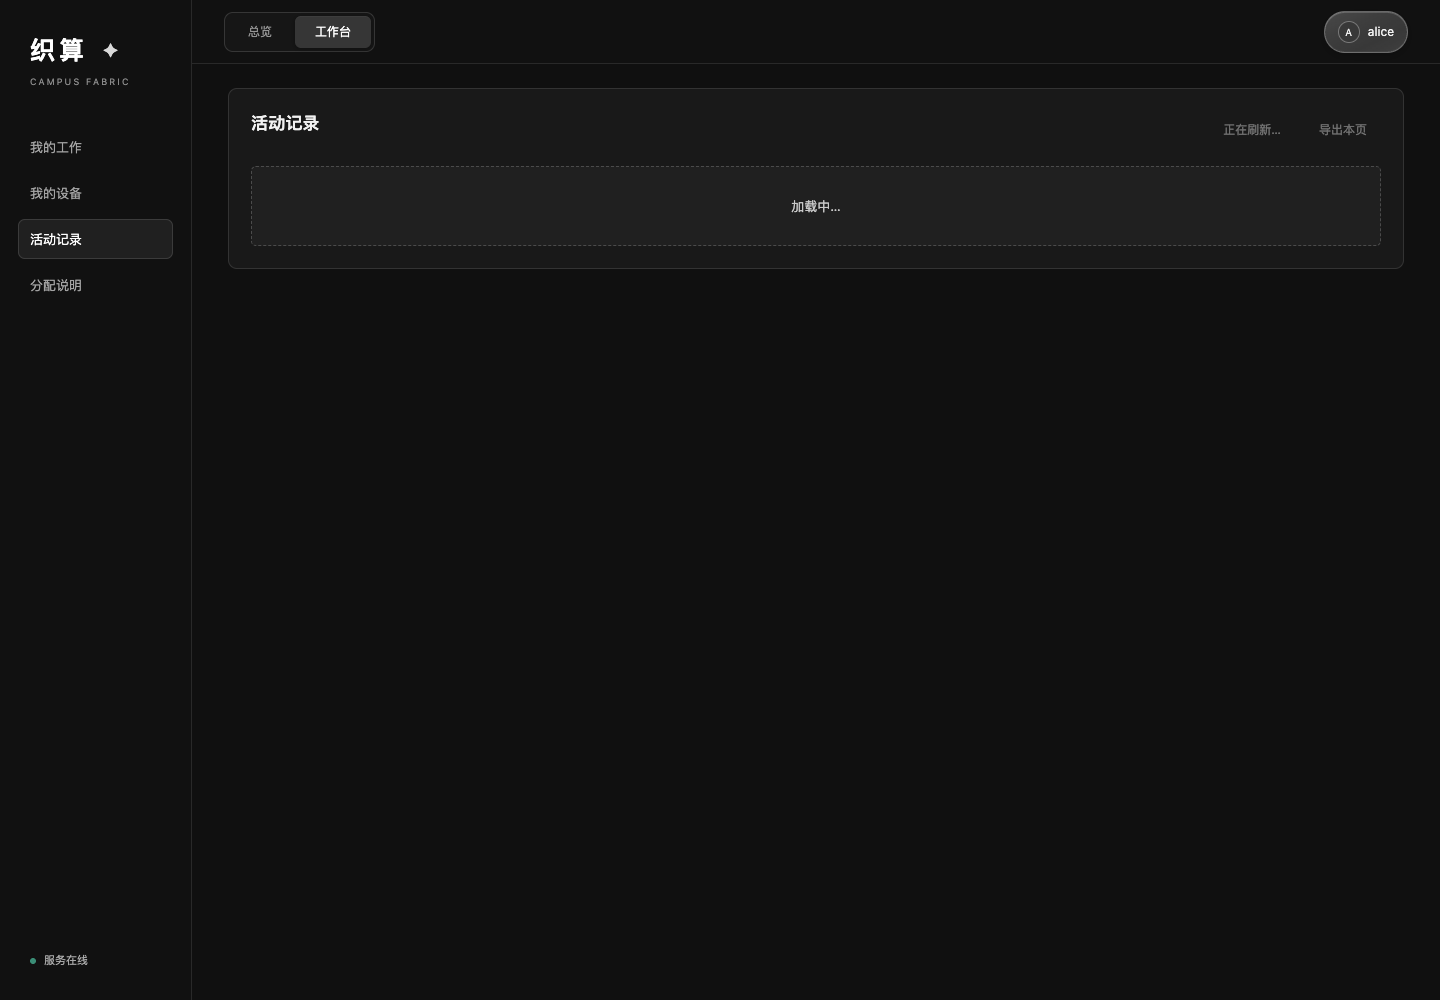 织算
CAMPUS FABRIC
我的工作
我的设备
活动记录
分配说明
服务在线
总览
工作台
A
alice
活动记录
正在刷新...
导出本页
加载中...